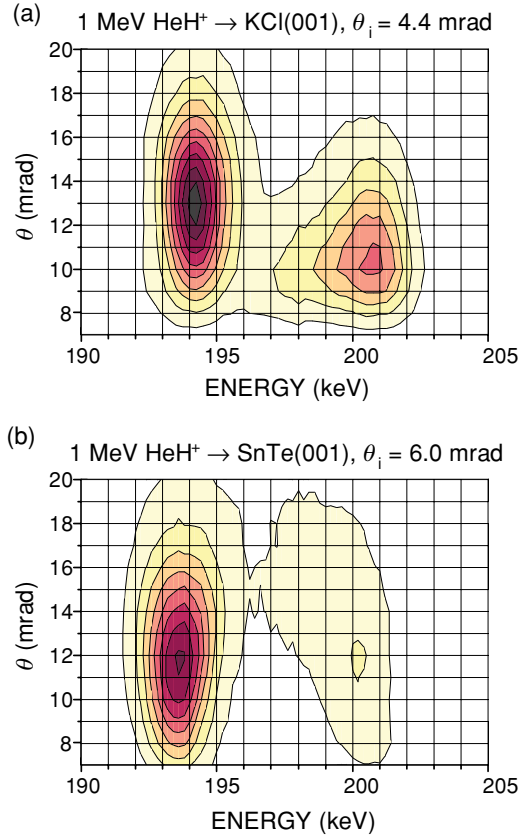 (a)
1 MeV HeH⁺ → KCl(001), θᵢ = 4.4 mrad
20
18
16
14
12
10
8
θ (mrad)
190 195 200 205
ENERGY (keV)
(b)
1 MeV HeH⁺ → SnTe(001), θᵢ = 6.0 mrad
20
18
16
14
12
10
8
θ (mrad)
190 195 200 205
ENERGY (keV)